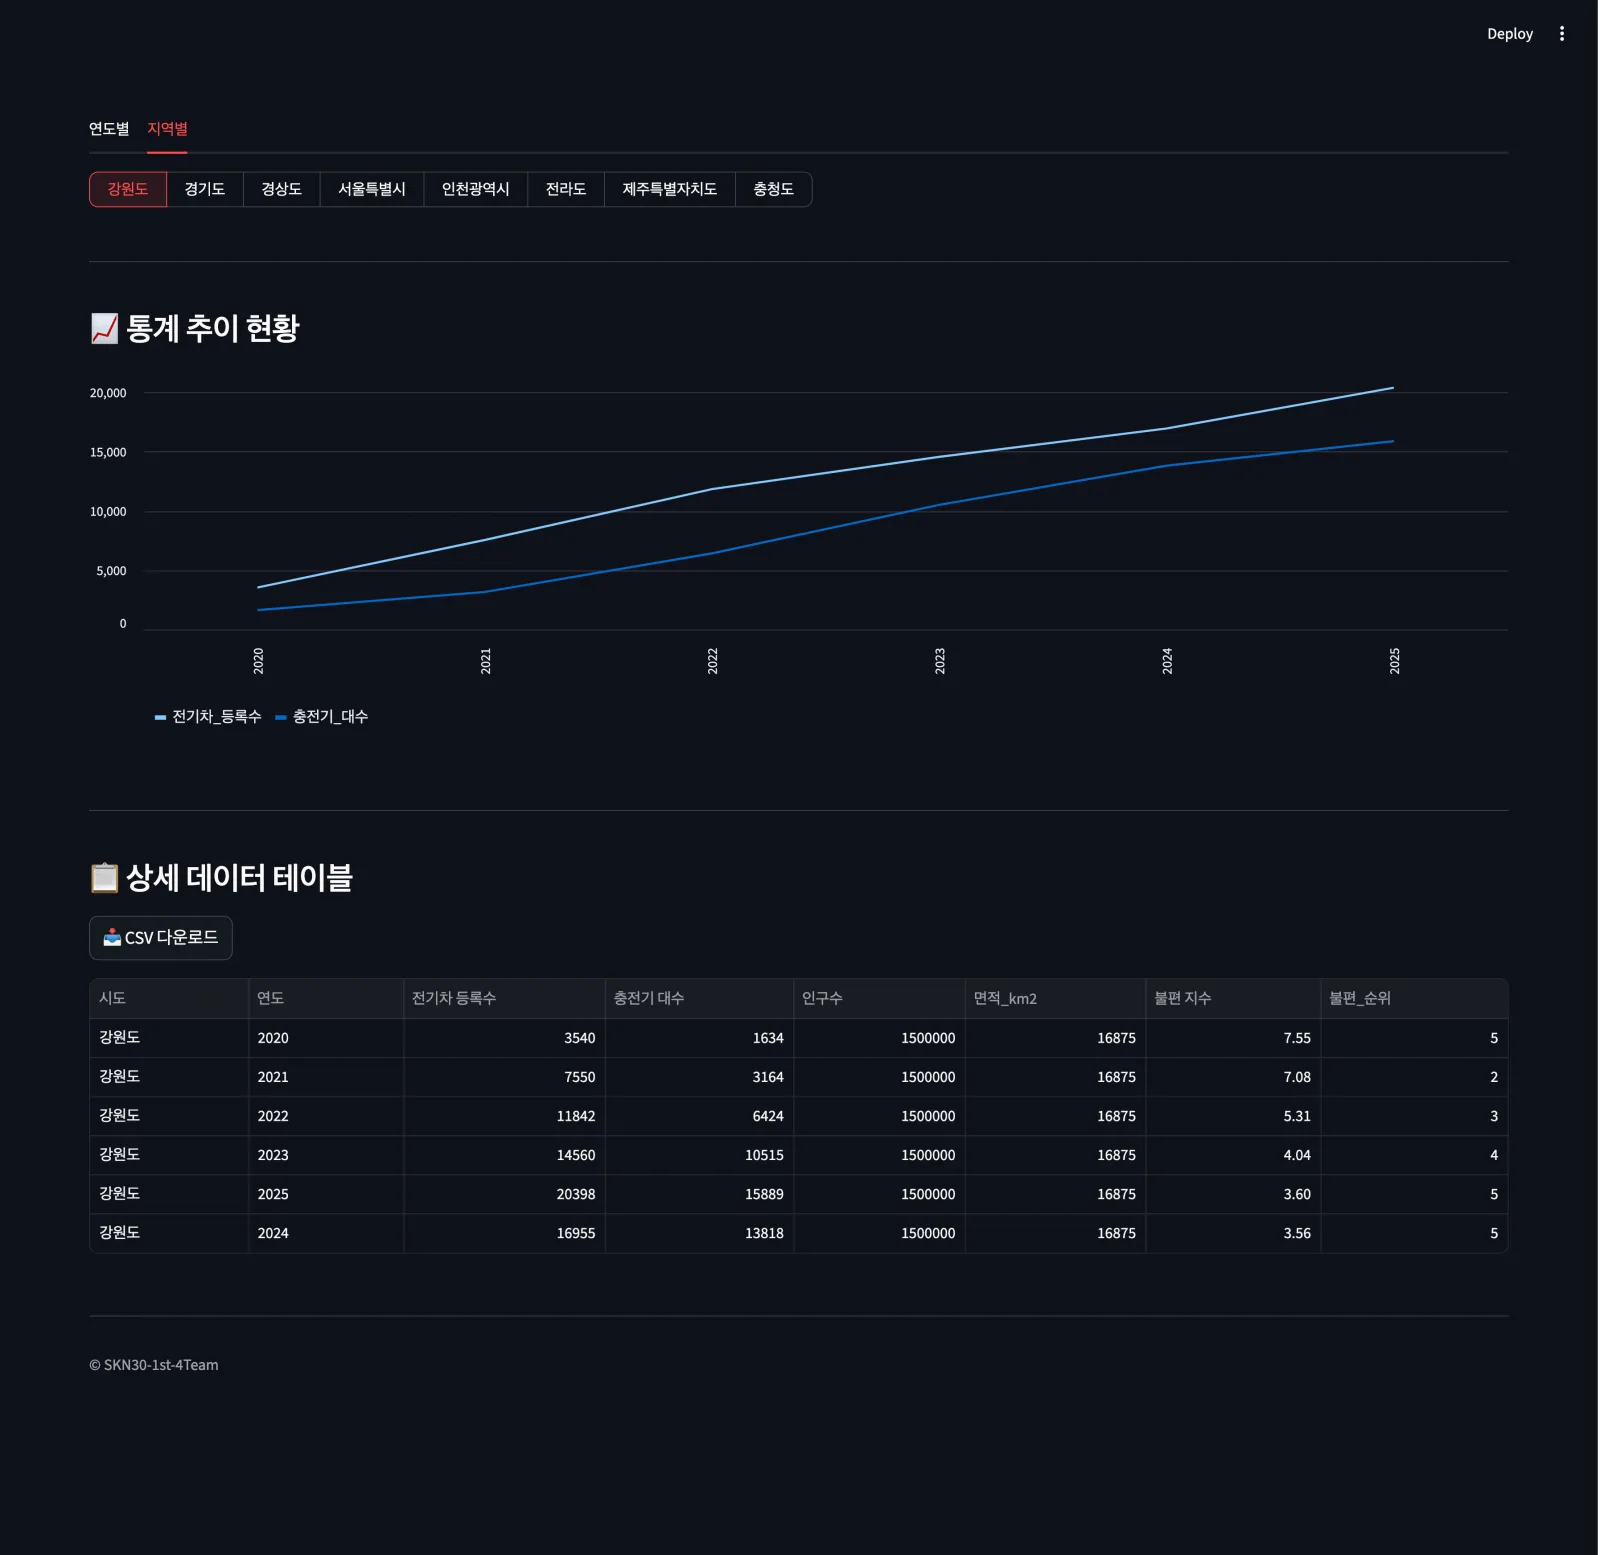 Deploy
연도별 지역별
강원도 경기도 경상도 서울특별시 인천광역시 전라도 제주특별자치도 충청도
통계 추이 현황
20,000
15,000
10,000
5,000
0
2020 2021 2022 2023 2024 2025
전기차_등록수 충전기_대수
상세 데이터 테이블
CSV 다운로드
시도 연도 전기차 등록수 충전기 대수 인구수 면적_km2 불편 지수 불편_순위
강원도 2020 3540 1634 1500000 16875 7.55 5
강원도 2021 7550 3164 1500000 16875 7.08 2
강원도 2022 11842 6424 1500000 16875 5.31 3
강원도 2023 14560 10515 1500000 16875 4.04 4
강원도 2025 20398 15889 1500000 16875 3.60 5
강원도 2024 16955 13818 1500000 16875 3.56 5
© SKN30-1st-4Team